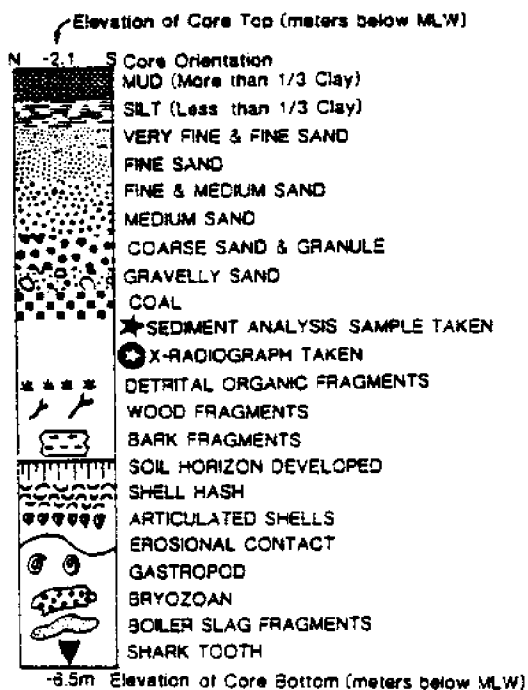 Elevation of Core Top (meters below MLW)
N -2.1 S Core Orientation
MUD (More than 1/3 Clay)
SILT (Less than 1/3 Clay)
VERY FINE & FINE SAND
FINE SAND
FINE & MEDIUM SAND
MEDIUM SAND
COARSE SAND & GRANULE
GRAVELLY SAND
COAL
SEDIMENT ANALYSIS SAMPLE TAKEN
X-RADIOGRAPH TAKEN
DETRITAL ORGANIC FRAGMENTS
WOOD FRAGMENTS
BARK FRAGMENTS
SOIL HORIZON DEVELOPED
SHELL HASH
ARTICULATED SHELLS
EROSIONAL CONTACT
GASTROPOD
BRYOZOAN
BOILER SLAG FRAGMENTS
SHARK TOOTH
-6.5m Elevation of Core Bottom (meters below MLW)